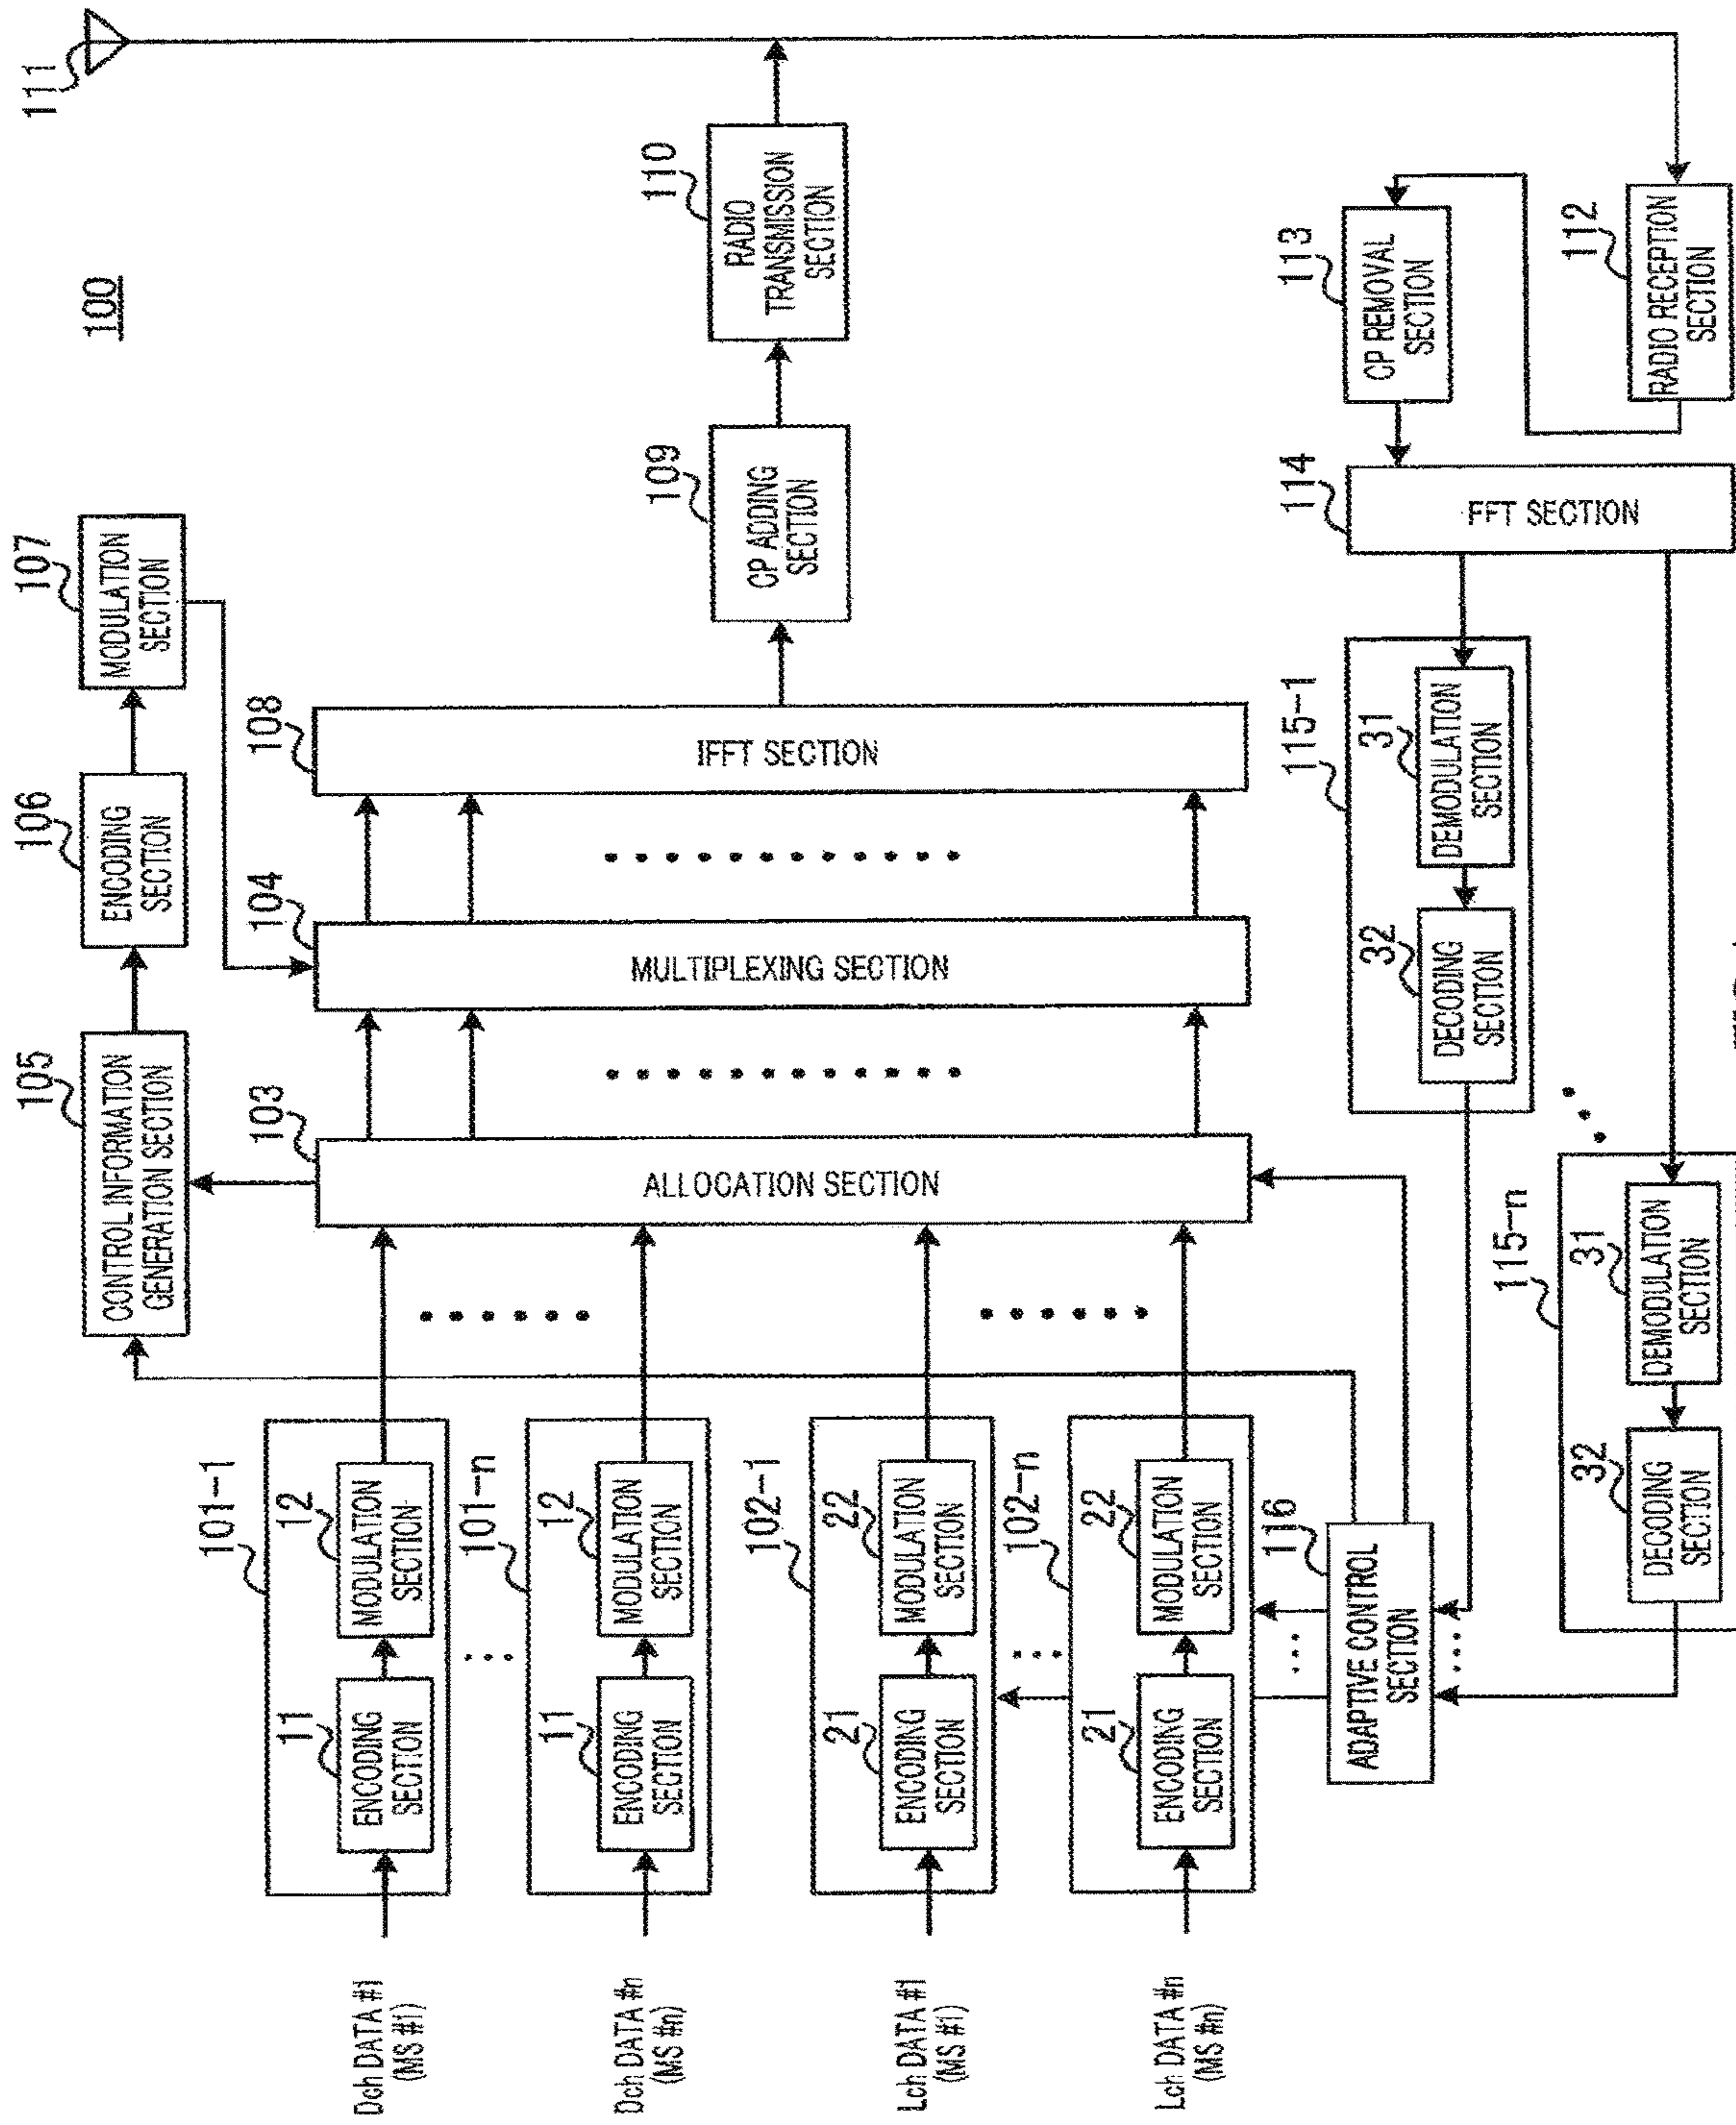 100
111
105
CONTROL INFORMATION
GENERATION SECTION
106
ENCODING
SECTION
107
MODULATION
SECTION
101-1
11
ENCODING
SECTION
12
MODULATION
SECTION
Dch DATA #1
(MS #1)
101-n
11
ENCODING
SECTION
12
MODULATION
SECTION
Dch DATA #n
(MS #n)
102-1
21
ENCODING
SECTION
22
MODULATION
SECTION
Lch DATA #1
(MS #1)
102-n
21
ENCODING
SECTION
22
MODULATION
SECTION
Lch DATA #n
(MS #n)
103
ALLOCATION SECTION
104
MULTIPLEXING SECTION
108
IFFT SECTION
109
CP ADDING
SECTION
110
RADIO
TRANSMISSION
SECTION
116
ADAPTIVE CONTROL
SECTION
115-1
32
DECODING
SECTION
31
DEMODULATION
SECTION
114
FFT SECTION
113
CP REMOVAL
SECTION
112
RADIO RECEPTION
SECTION
115-n
32
DECODING
SECTION
31
DEMODULATION
SECTION